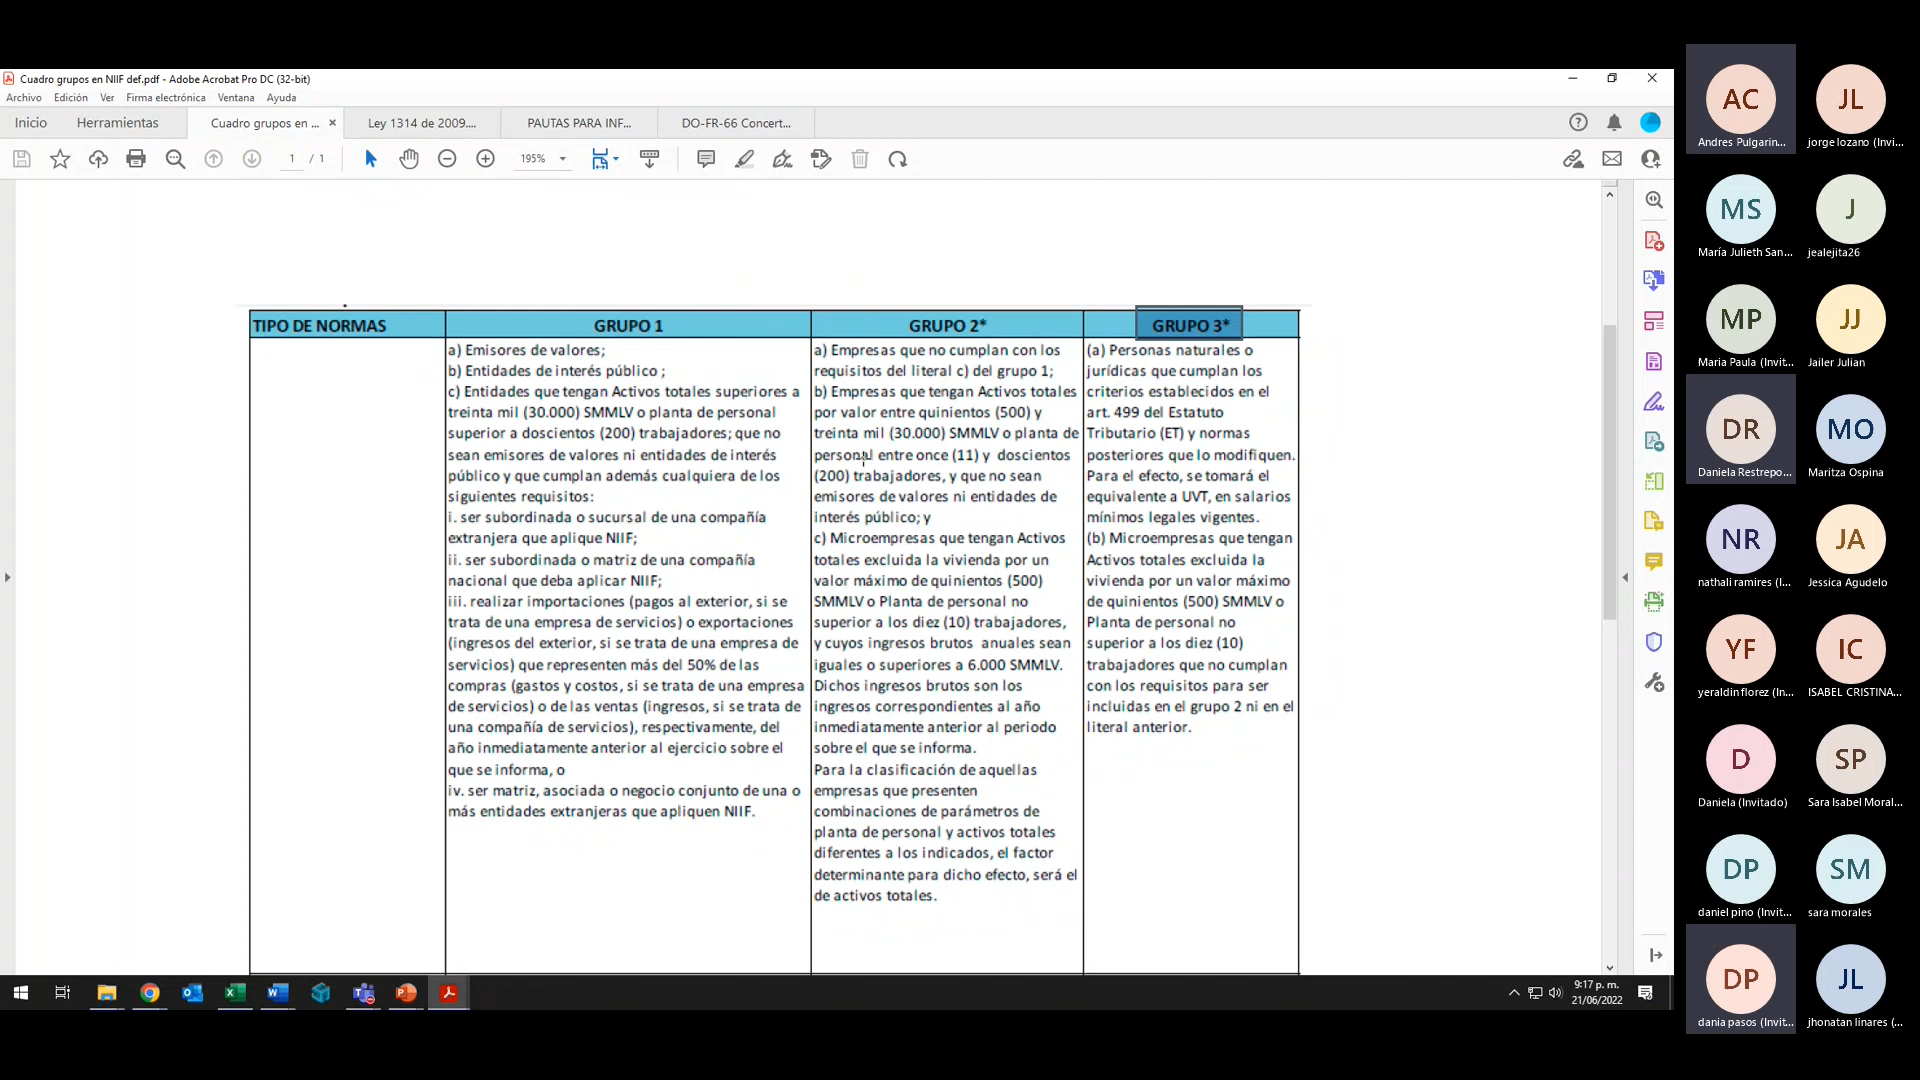 Cuadro grupos en NIIF def.pdf - Adobe Acrobat Pro DC (32-bit)
Archivo Edición Ver Firma electrónica Ventana Ayuda
Inicio Herramientas Cuadro grupos en ... × Ley 1314 de 2009.... PAUTAS PARA INF... DO-FR-66 Concert...
1 / 1 195%
TIPO DE NORMAS
GRUPO 1
a) Emisores de valores;
b) Entidades de interés público ;
c) Entidades que tengan Activos totales superiores a
treinta mil (30.000) SMMLV o planta de personal
superior a doscientos (200) trabajadores; que no
sean emisores de valores ni entidades de interés
público y que cumplan además cualquiera de los
siguientes requisitos:
i. ser subordinada o sucursal de una compañía
extranjera que aplique NIIF;
ii. ser subordinada o matriz de una compañía
nacional que deba aplicar NIIF;
iii. realizar importaciones (pagos al exterior, si se
trata de una empresa de servicios) o exportaciones
(ingresos del exterior, si se trata de una empresa de
servicios) que representen más del 50% de las
compras (gastos y costos, si se trata de una empresa
de servicios) o de las ventas (ingresos, si se trata de
una compañía de servicios), respectivamente, del
año inmediatamente anterior al ejercicio sobre el
que se informa, o
iv. ser matriz, asociada o negocio conjunto de una o
más entidades extranjeras que apliquen NIIF.
GRUPO 2*
a) Empresas que no cumplan con los
requisitos del literal c) del grupo 1;
b) Empresas que tengan Activos totales
por valor entre quinientos (500) y
treinta mil (30.000) SMMLV o planta de
personal entre once (11) y doscientos
(200) trabajadores, y que no sean
emisores de valores ni entidades de
interés público; y
c) Microempresas que tengan Activos
totales excluida la vivienda por un
valor máximo de quinientos (500)
SMMLV o Planta de personal no
superior a los diez (10) trabajadores,
y cuyos ingresos brutos anuales sean
iguales o superiores a 6.000 SMMLV.
Dichos ingresos brutos son los
ingresos correspondientes al año
inmediatamente anterior al periodo
sobre el que se informa.
Para la clasificación de aquellas
empresas que presenten
combinaciones de parámetros de
planta de personal y activos totales
diferentes a los indicados, el factor
determinante para dicho efecto, será el
de activos totales.
GRUPO 3*
(a) Personas naturales o
jurídicas que cumplan los
criterios establecidos en el
art. 499 del Estatuto
Tributario (ET) y normas
posteriores que lo modifiquen.
Para el efecto, se tomará el
equivalente a UVT, en salarios
mínimos legales vigentes.
(b) Microempresas que tengan
Activos totales excluida la
vivienda por un valor máximo
de quinientos (500) SMMLV o
Planta de personal no
superior a los diez (10)
trabajadores que no cumplan
con los requisitos para ser
incluidas en el grupo 2 ni en el
literal anterior.
9:17 p. m.
21/06/2022
AC JL
Andres Pulgarin... jorge lozano (Invi...
MS J
María Julieth San... jealejita26
MP JJ
Maria Paula (Invit... Jailer Julian
DR MO
Daniela Restrepo... Maritza Ospina
NR JA
nathali ramires (I... Jessica Agudelo
YF IC
yeraldin florez (In... ISABEL CRISTINA...
D SP
Daniela (Invitado) Sara Isabel Moral...
DP SM
daniel pino (Invit... sara morales
DP JL
dania pasos (Invit... jhonatan linares (...